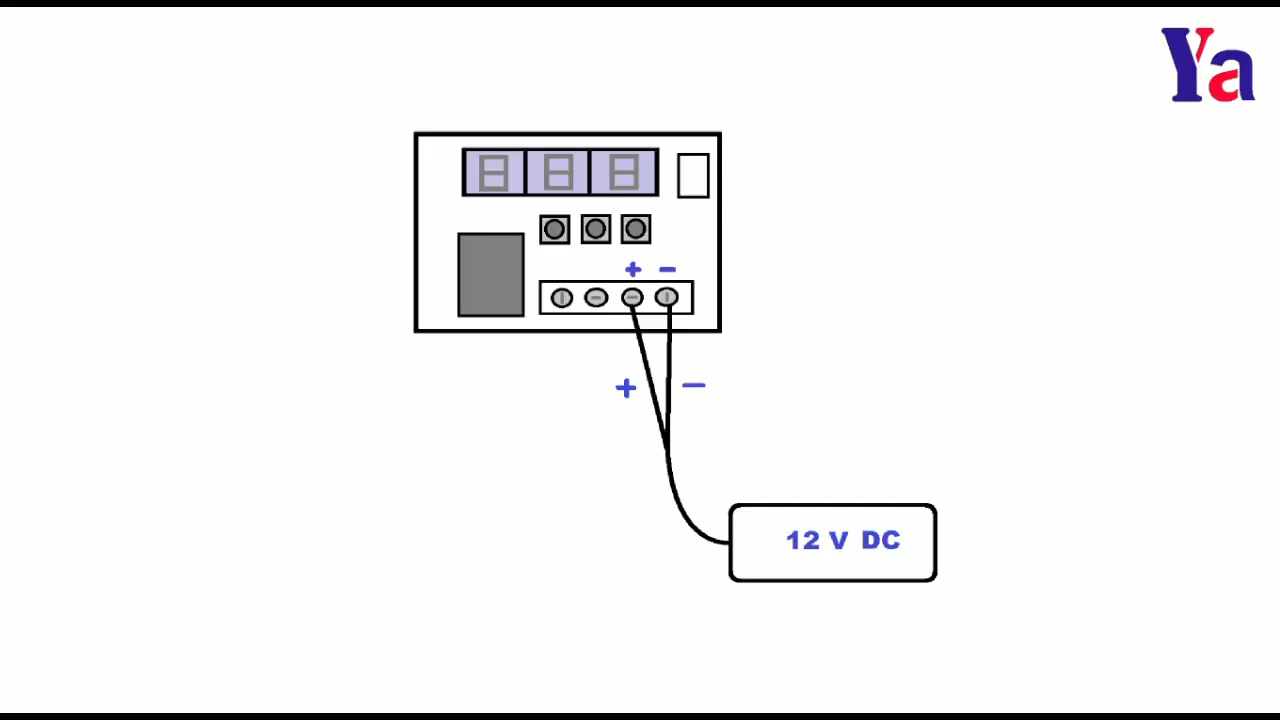 Ya
+ −
+ −
12 V DC